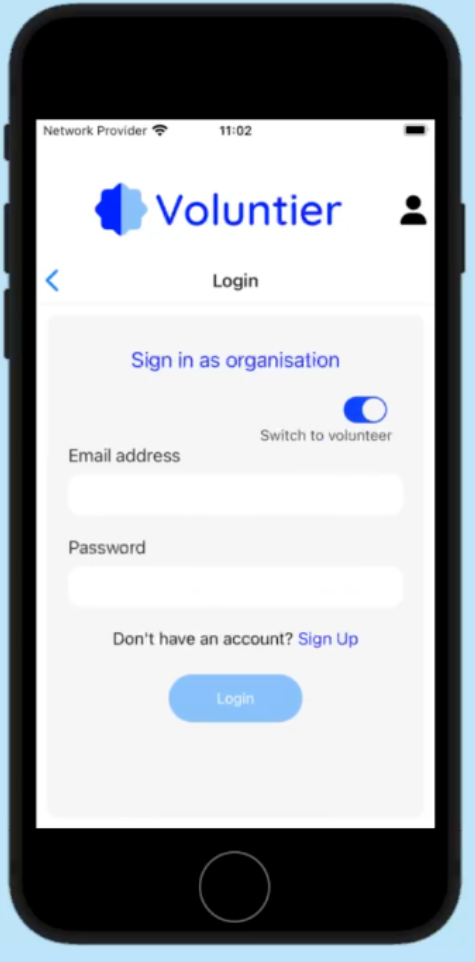 Network Provider 11:02
Voluntier
Login
Sign in as organisation
Switch to volunteer
Email address
Password
Don't have an account? Sign Up
Login